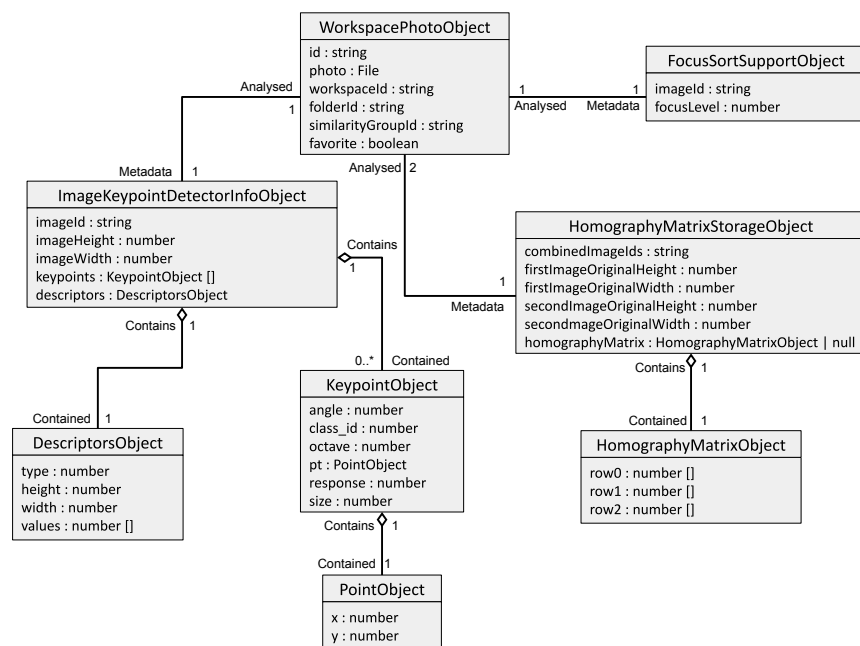 WorkspacePhotoObject
id : string
photo : File
workspaceId : string
folderId : string
similarityGroupId : string
favorite : boolean
FocusSortSupportObject
imageId : string
focusLevel : number
Analysed
1
1
Analysed
1
Metadata
Analysed 2
Metadata 1
ImageKeypointDetectorInfoObject
imageId : string
imageHeight : number
imageWidth : number
keypoints : KeypointObject []
descriptors : DescriptorsObject
HomographyMatrixStorageObject
combinedImageIds : string
firstImageOriginalHeight : number
firstImageOriginalWidth : number
secondImageOriginalHeight : number
secondmageOriginalWidth : number
homographyMatrix : HomographyMatrixObject | null
1
Metadata
Contains
1
Contains 1
0..* Contained
Contains 1
Contained 1
Contained 1
DescriptorsObject
type : number
height : number
width : number
values : number []
KeypointObject
angle : number
class_id : number
octave : number
pt : PointObject
response : number
size : number
HomographyMatrixObject
row0 : number []
row1 : number []
row2 : number []
Contains 1
Contained 1
PointObject
x : number
y : number